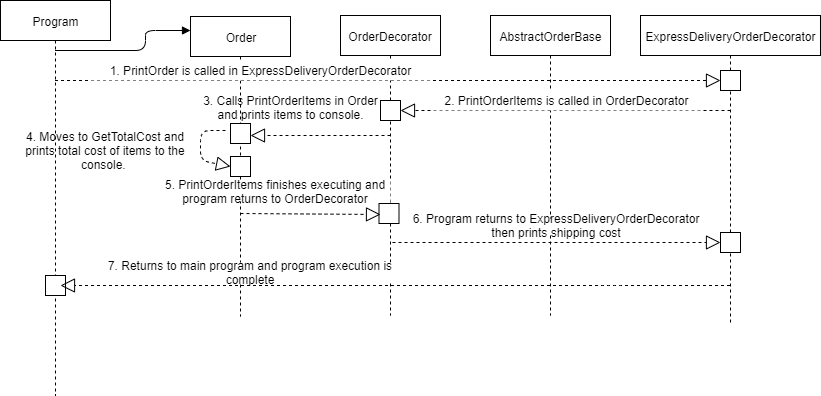 Program
Order
OrderDecorator
AbstractOrderBase
ExpressDeliveryOrderDecorator
1. PrintOrder is called in ExpressDeliveryOrderDecorator
2. PrintOrderItems is called in OrderDecorator
3. Calls PrintOrderItems in Order
and prints items to console.
4. Moves to GetTotalCost and
prints total cost of items to the
console.
5. PrintOrderItems finishes executing and
program returns to OrderDecorator
6. Program returns to ExpressDeliveryOrderDecorator
then prints shipping cost
7. Returns to main program and program execution is
complete